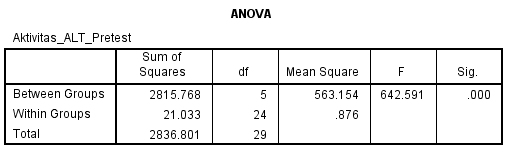 ANOVA
Aktivitas_ALT_Pretest
Sum of Squares df Mean Square F Sig.
Between Groups 2815.768 5 563.154 642.591 .000
Within Groups 21.033 24 .876
Total 2836.801 29